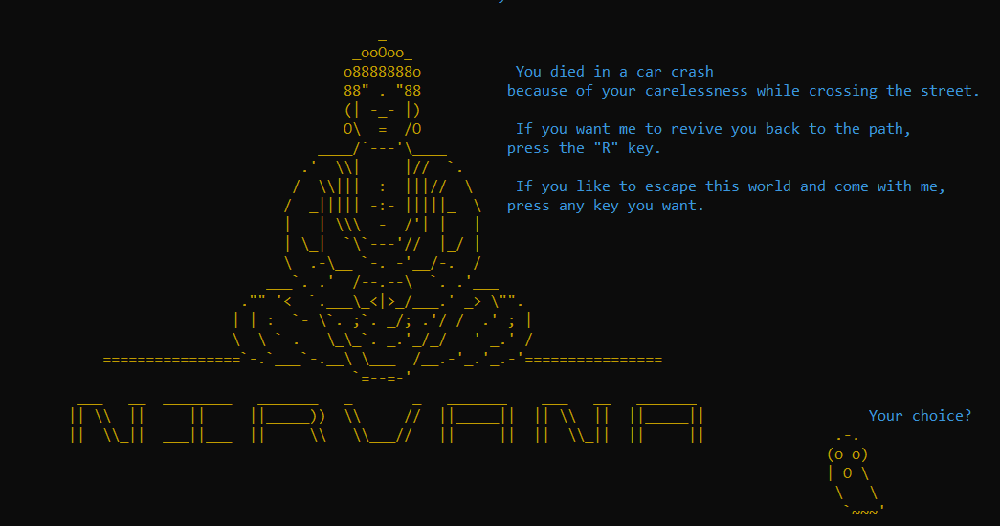 You died in a car crash
because of your carelessness while crossing the street.
If you want me to revive you back to the path,
press the "R" key.
If you like to escape this world and come with me,
press any key you want.
NIRVANA
Your choice?